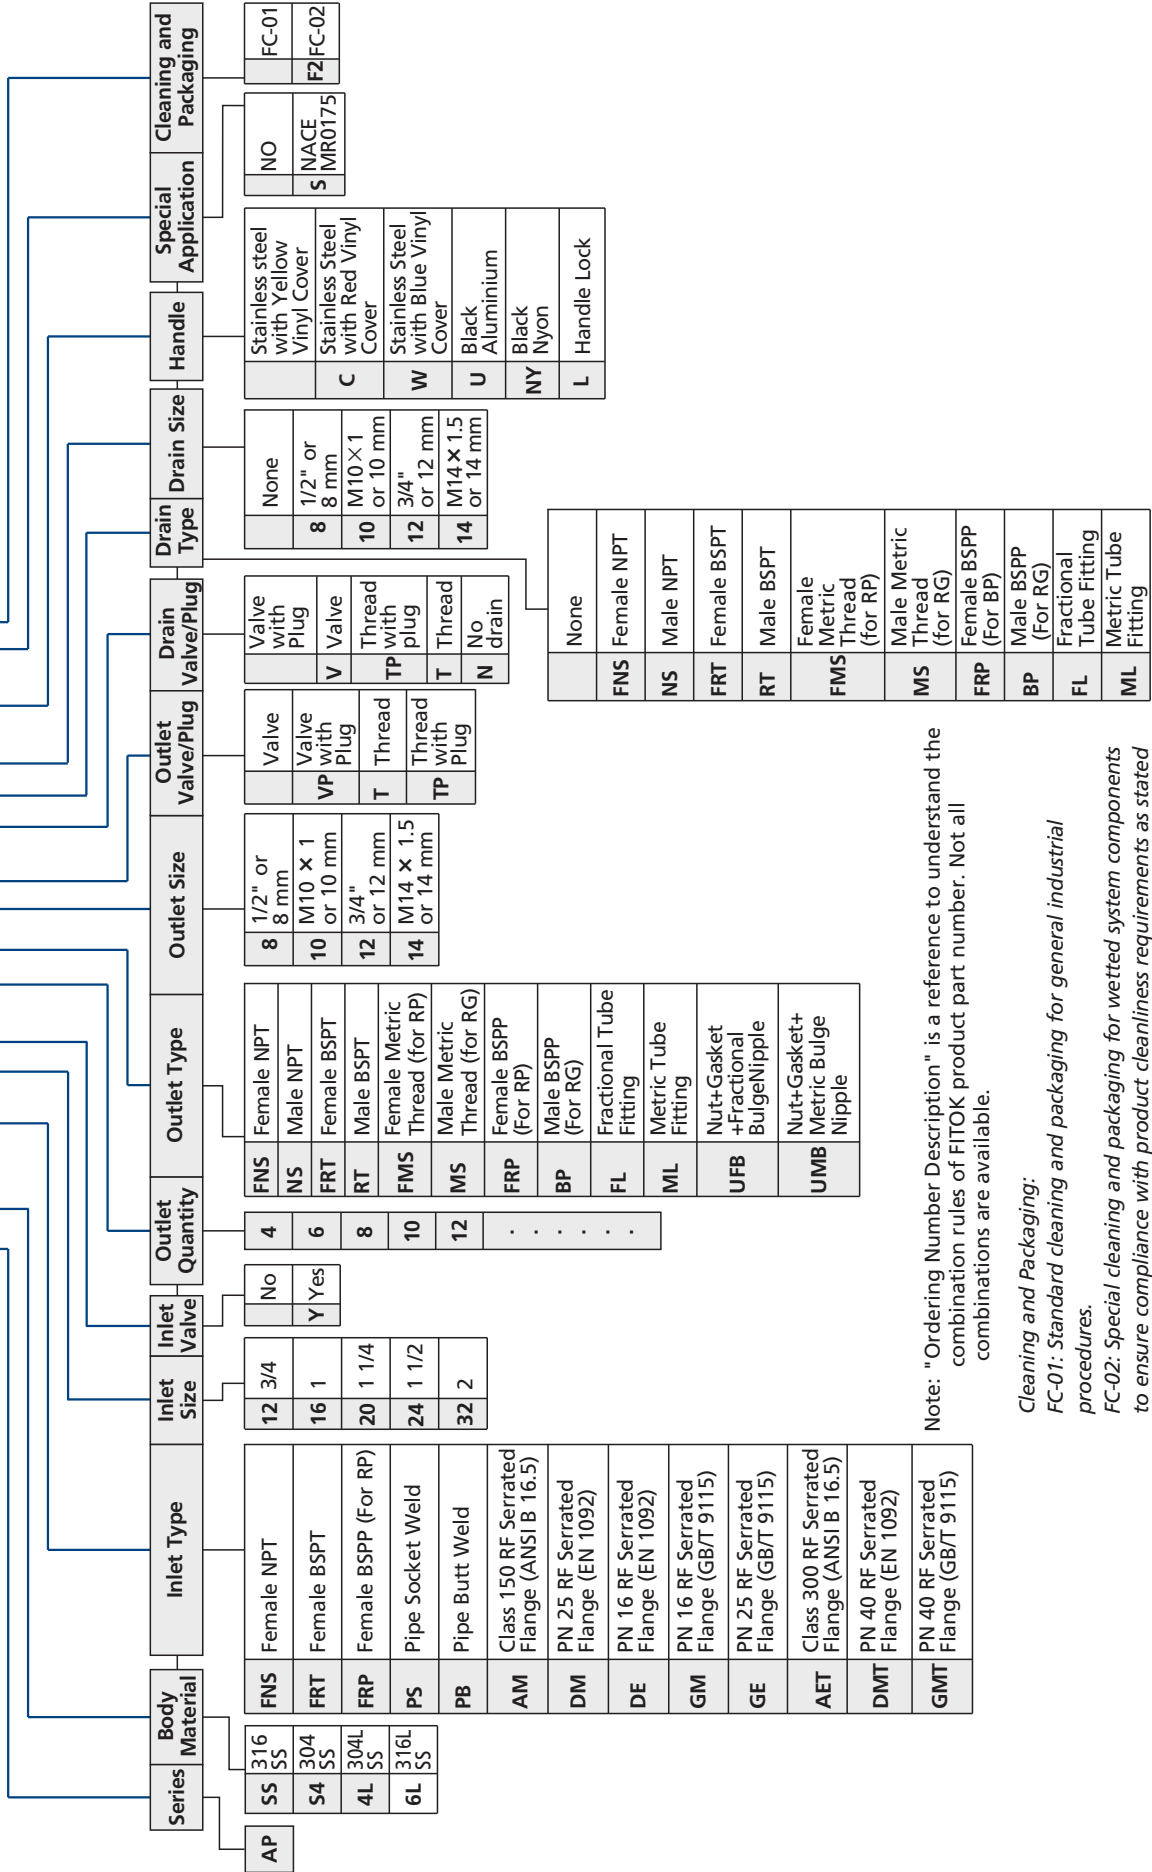 Series
AP
Body
Material
SS 316
SS
S4 304
SS
4L 304L
SS
6L 316L
SS
Inlet Type
FNS Female NPT
FRT Female BSPT
FRP Female BSPP (For RP)
PS Pipe Socket Weld
PB Pipe Butt Weld
AM Class 150 RF Serrated
Flange (ANSI B 16.5)
DM PN 25 RF Serrated
Flange (EN 1092)
DE PN 16 RF Serrated
Flange (EN 1092)
GM PN 16 RF Serrated
Flange (GB/T 9115)
GE PN 25 RF Serrated
Flange (GB/T 9115)
AET Class 300 RF Serrated
Flange (ANSI B 16.5)
DMT PN 40 RF Serrated
Flange (EN 1092)
GMT PN 40 RF Serrated
Flange (GB/T 9115)
Inlet
Size
12 3/4
16 1
20 1 1/4
24 1 1/2
32 2
Inlet
Valve
No
Y Yes
Outlet
Quantity
4
6
8
10
12
. . . . . .
Outlet Type
FNS Female NPT
NS Male NPT
FRT Female BSPT
RT Male BSPT
FMS Female Metric
Thread (for RP)
MS Male Metric
Thread (for RG)
FRP Female BSPP
(For RP)
BP Male BSPP
(For RG)
FL Fractional Tube
Fitting
ML Metric Tube
Fitting
UFB Nut+Gasket
+Fractional
BulgeNipple
UMB Nut+Gasket+
Metric Bulge
Nipple
Outlet Size
8 1/2" or
8 mm
10 M10 × 1
or 10 mm
12 3/4"
or 12 mm
14 M14 × 1.5
or 14 mm
Outlet
Valve/Plug
Valve
VP Valve
with
Plug
T Thread
TP Thread
with
Plug
Drain
Valve/Plug
Valve
with
Plug
V Valve
TP Thread
with
plug
T Thread
N No
drain
Drain
Type
None
FNS Female NPT
NS Male NPT
FRT Female BSPT
RT Male BSPT
FMS Female
Metric
Thread
(for RP)
MS Male Metric
Thread
(for RG)
FRP Female BSPP
(For BP)
BP Male BSPP
(For RG)
FL Fractional
Tube Fitting
ML Metric Tube
Fitting
Drain Size
None
8 1/2" or
8 mm
10 M10×1
or 10 mm
12 3/4"
or 12 mm
14 M14×1.5
or 14 mm
Handle
Stainless steel
with Yellow
Vinyl Cover
C Stainless Steel
with Red Vinyl
Cover
W Stainless Steel
with Blue Vinyl
Cover
U Black
Aluminium
NY Black
Nyon
L Handle Lock
Special
Application
NO
S NACE
MR0175
Cleaning and
Packaging
FC-01
F2 FC-02
Note: "Ordering Number Description" is a reference to understand the
combination rules of FITOK product part number. Not all
combinations are available.
Cleaning and Packaging:
FC-01: Standard cleaning and packaging for general industrial
procedures.
FC-02: Special cleaning and packaging for wetted system components
to ensure compliance with product cleanliness requirements as stated